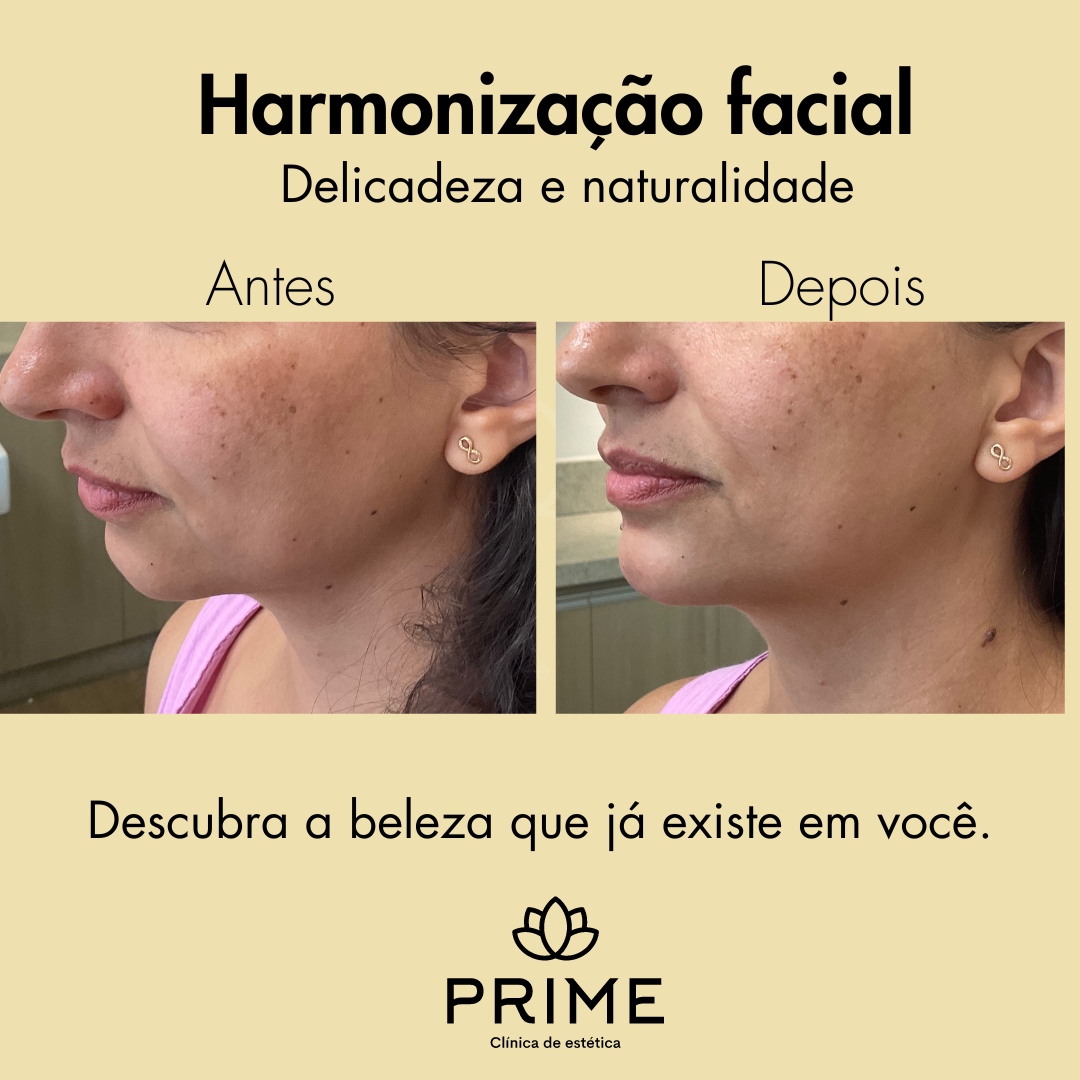 Harmonização facial
Delicadeza e naturalidade
Antes
Depois
Descubra a beleza que já existe em você.
PRIME
Clínica de estética